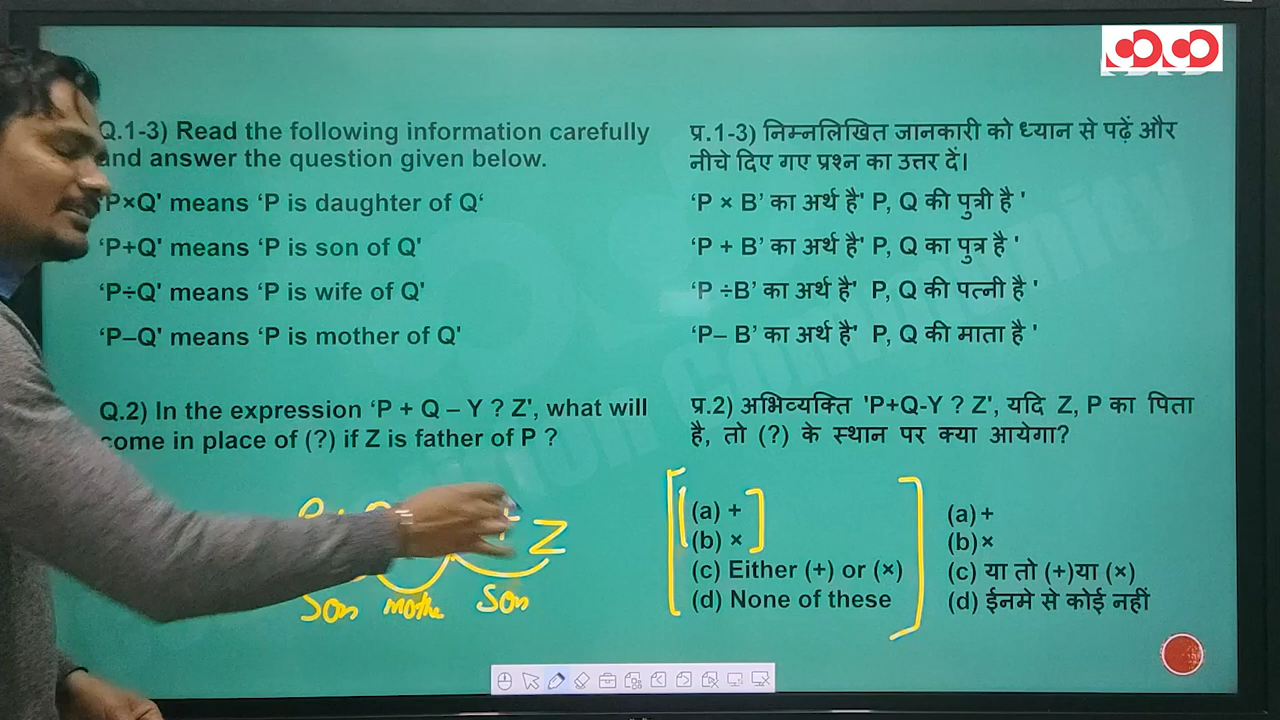 Q.1-3) Read the following information carefully
and answer the question given below.
'P×Q' means ‘P is daughter of Q‘
‘P+Q' means ‘P is son of Q'
‘P÷Q' means ‘P is wife of Q'
‘P–Q' means ‘P is mother of Q'
Q.2) In the expression ‘P + Q – Y ? Z', what will
come in place of (?) if Z is father of P ?
प्र.1-3) निम्नलिखित जानकारी को ध्यान से पढ़ें और
नीचे दिए गए प्रश्न का उत्तर दें।
‘P × B’ का अर्थ है' P, Q की पुत्री है '
‘P + B’ का अर्थ है' P, Q का पुत्र है '
‘P ÷B’ का अर्थ है' P, Q की पत्नी है '
‘P– B’ का अर्थ है' P, Q की माता है '
प्र.2) अभिव्यक्ति 'P+Q-Y ? Z', यदि Z, P का पिता
है, तो (?) के स्थान पर क्या आयेगा?
(a) +
(b) ×
(c) Either (+) or (×)
(d) None of these
(a) +
(b) ×
(c) या तो (+)या (×)
(d) ईनमे से कोई नहीं
+ Z
Son mothe Son